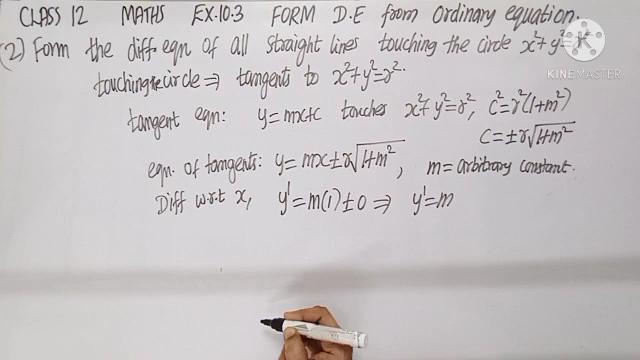 CLASS 12 MATHS EX.10.3 FORM D.E from Ordinary equation.
(2) Form the diff. eqn of all straight lines touching the circle x²+y²=r²
touching the circle ⇒ tangents to x²+y²=r².
tangent eqn: y=mx+c touches x²+y²=r², c²=r²(1+m²)
c=±r√1+m²
eqn. of tangents: y=mx±r√1+m², m=arbitrary constant.
Diff w.r.t x, y'=m(1)±0 ⇒ y'=m
KINEMASTER